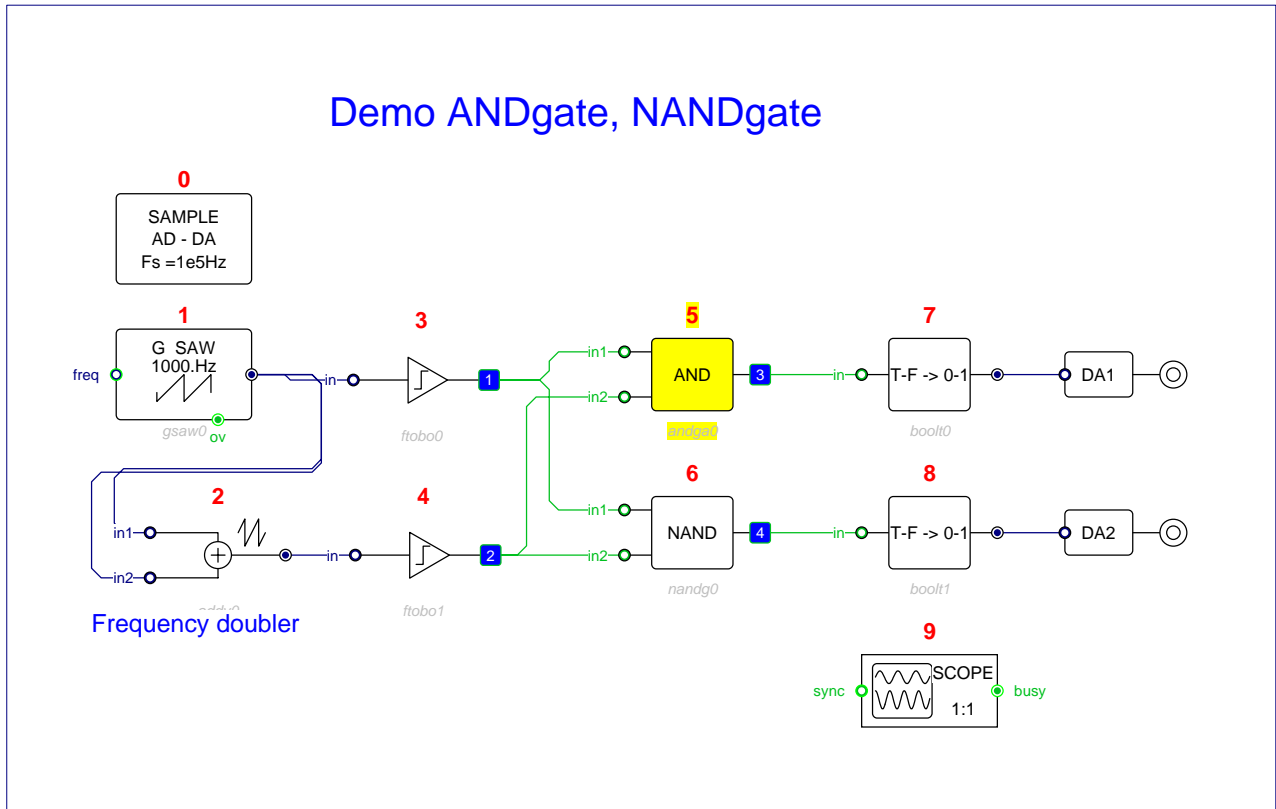 Demo ANDgate, NANDgate
0
SAMPLE
AD - DA
Fs =1e5Hz
1
G SAW
1000.Hz
freq
gsaw0
ov
3
in
ftobo0
1
5
in1
in2
AND
andga0
3
7
in
T-F -> 0-1
boolt0
DA1
2
in1
in2
addv0
Frequency doubler
4
in
ftobo1
2
6
in1
in2
NAND
nandg0
4
8
in
T-F -> 0-1
boolt1
DA2
9
SCOPE
1:1
sync
busy